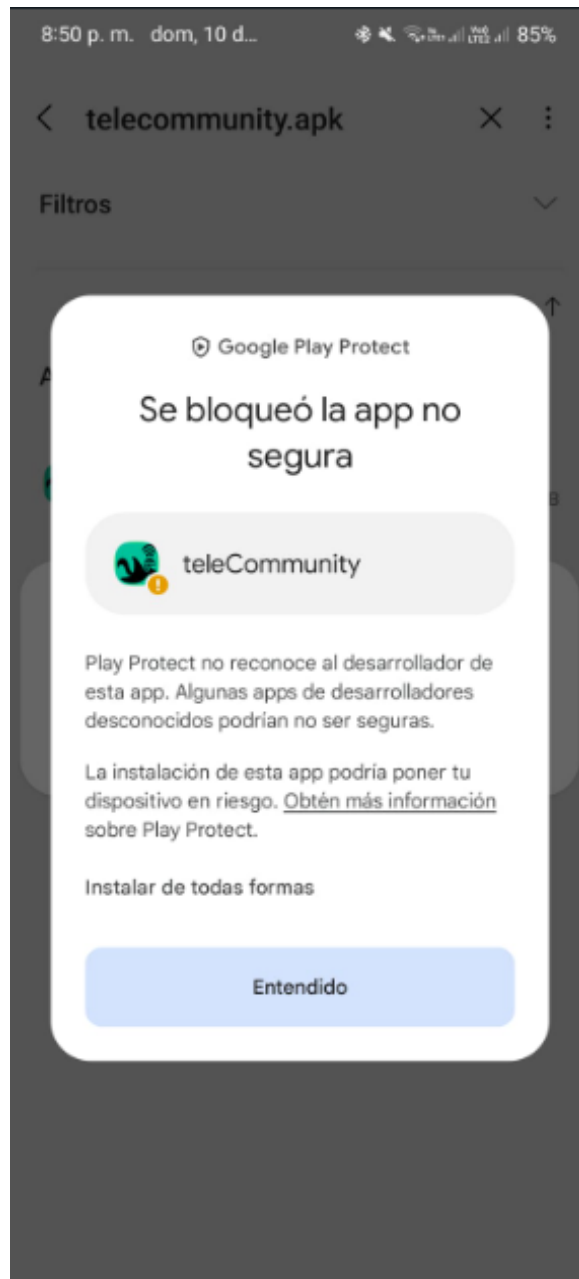 8:50 p. m. dom, 10 d... 85%
telecommunity.apk
Filtros
A
Google Play Protect
Se bloqueó la app no
segura
B
teleCommunity
Play Protect no reconoce al desarrollador de
esta app. Algunas apps de desarrolladores
desconocidos podrían no ser seguras.
La instalación de esta app podría poner tu
dispositivo en riesgo. Obtén más información
sobre Play Protect.
Instalar de todas formas
Entendido